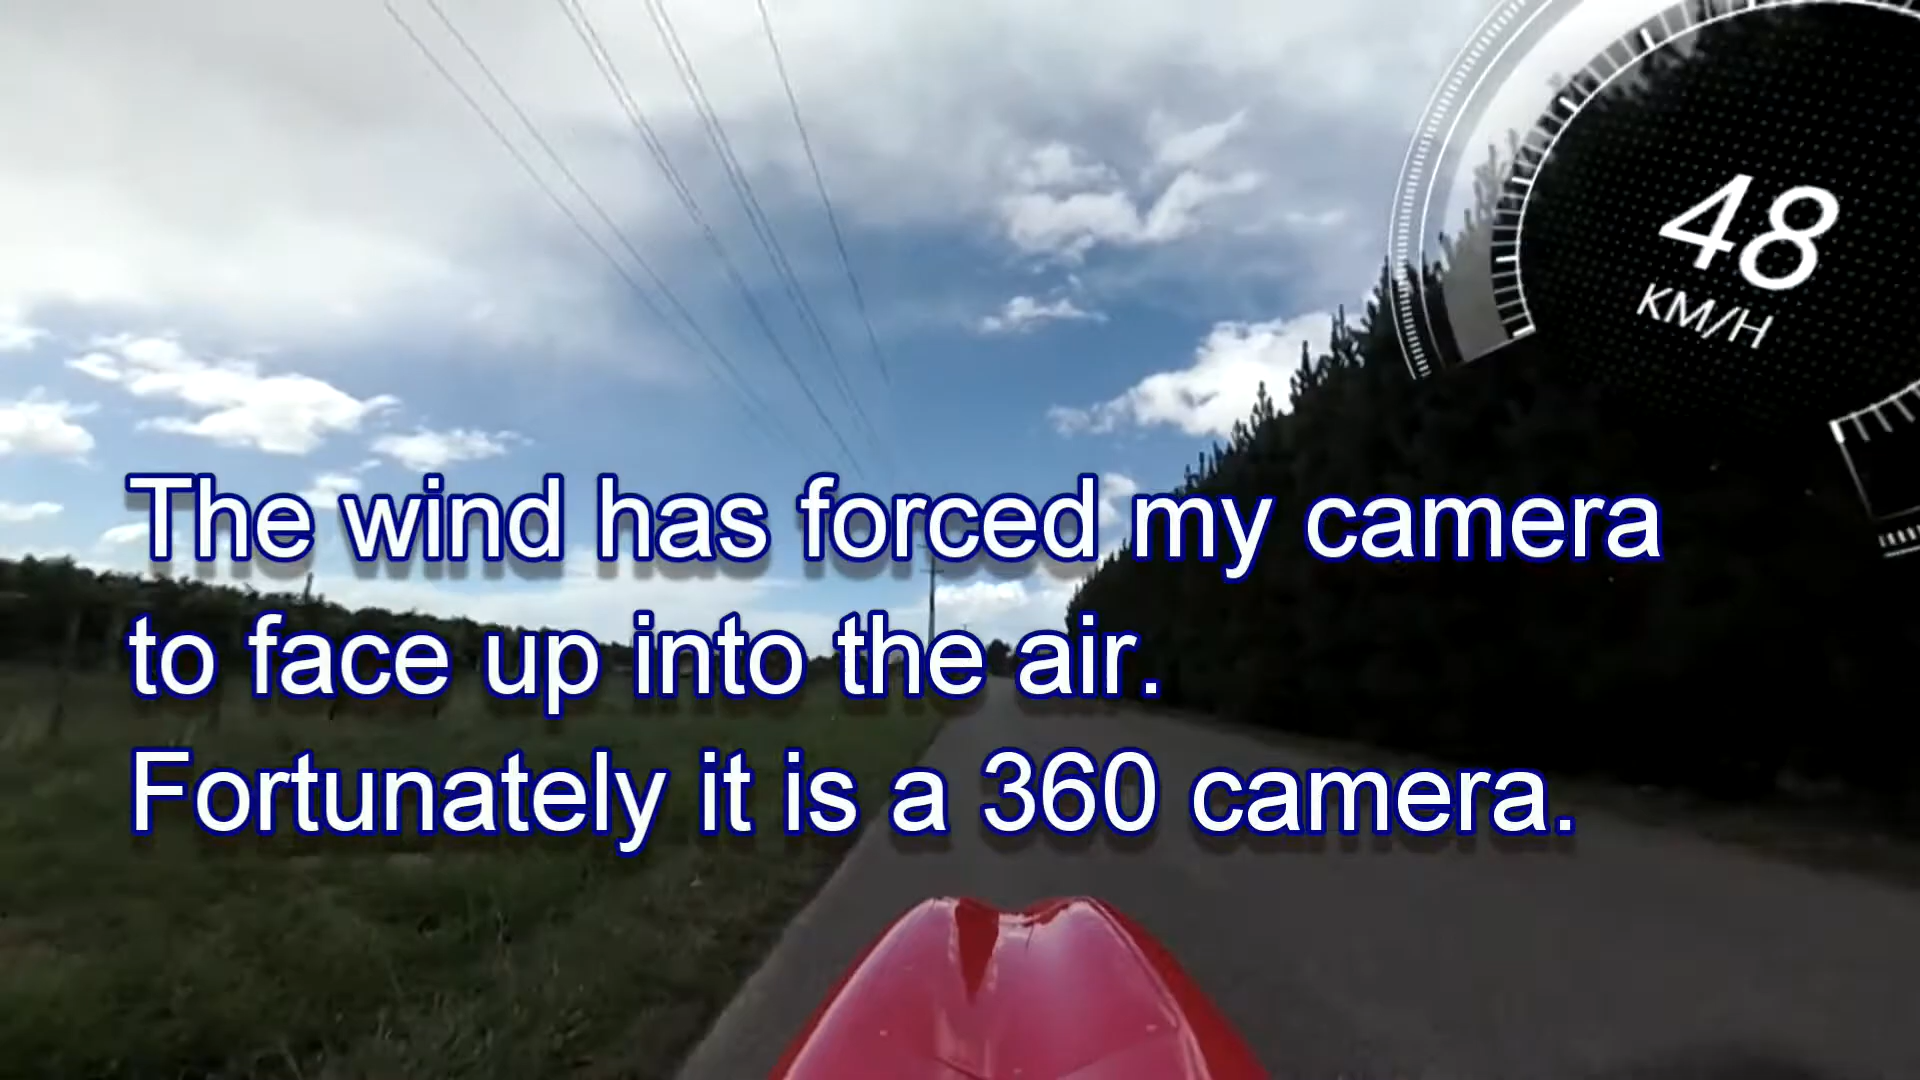 48
KM/H
The wind has forced my camera
to face up into the air.
Fortunately it is a 360 camera.